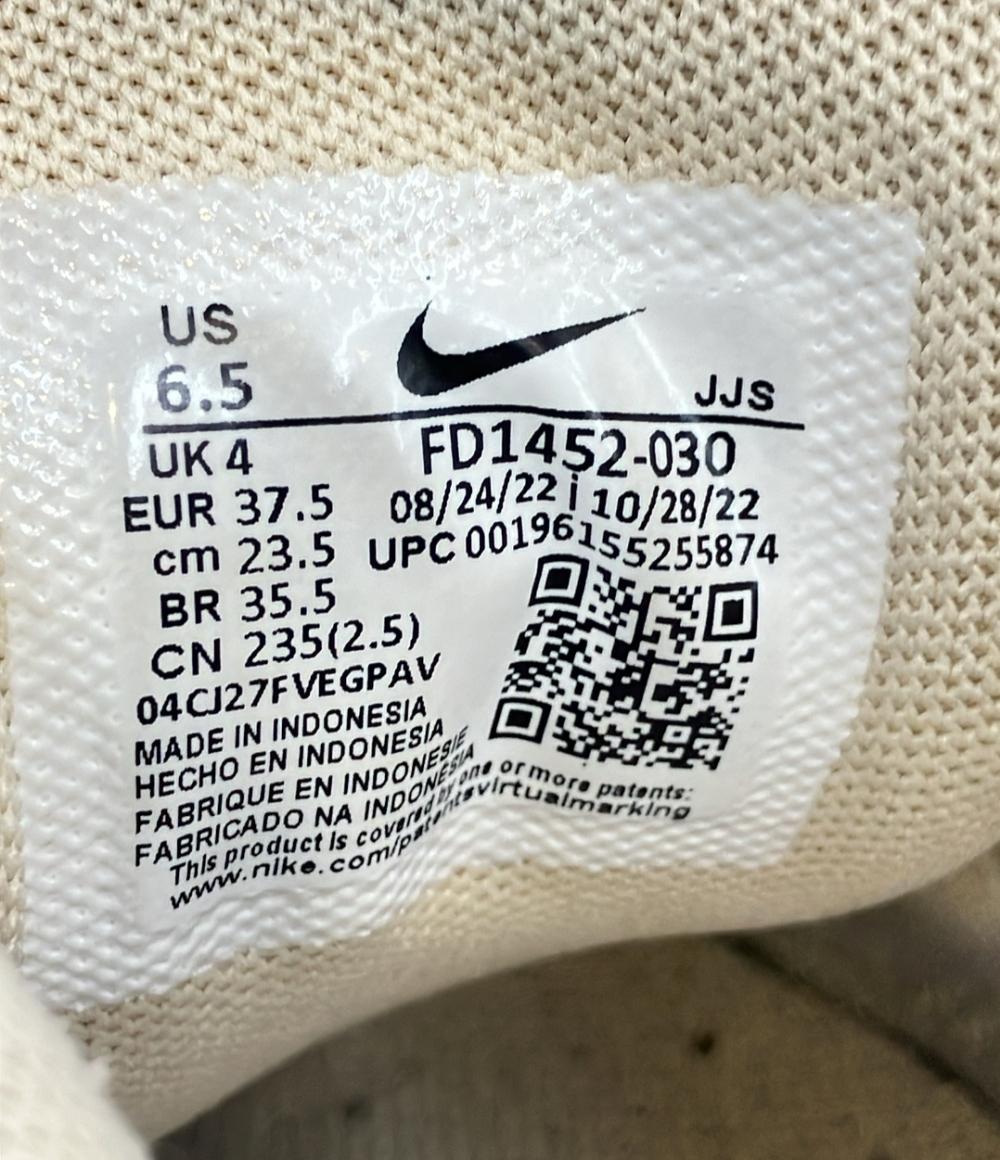 US
6.5
JJS
UK 4
FD1452-030
EUR 37.5
08/24/22 i 10/28/22
cm 23.5
UPC 00196155255874
BR 35.5
CN 235(2.5)
04CJ27FVEGPAV
MADE IN INDONESIA
HECHO EN INDONESIA
FABRIQUE EN INDONESIE
FABRICADO NA INDONESIA
This product is covered by one or more patents:
www.nike.com/patentsvirtualmarking